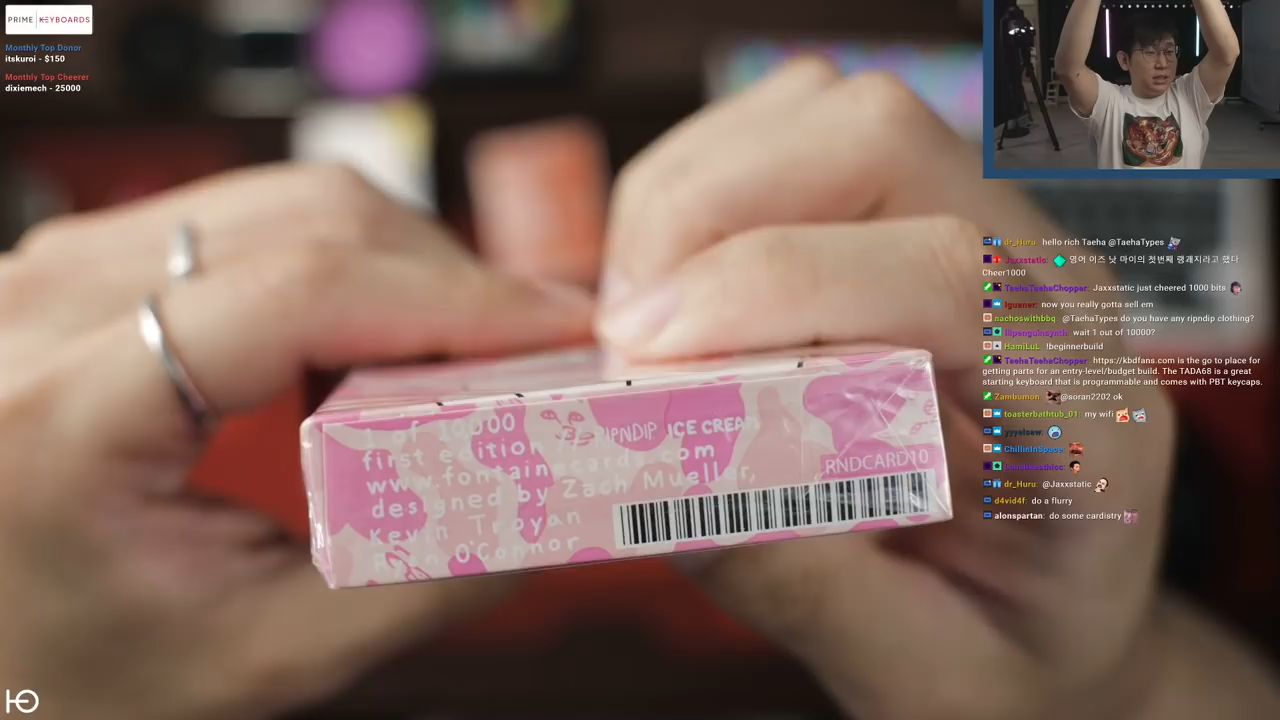 PRIME | KEYBOARDS
Monthly Top Donor
itskuroi - $150
Monthly Top Cheerer
dixiemech - 25000
1 of 10000
first edition
www.fontainecards.com
designed by Zach Mueller,
Kevin Troyan
Ryan O'Connor
RIPNDIP ICE CREAM
RNDCARD10
dr_Huru: hello rich Taeha @TaehaTypes
Jaxxstatic: 영어 이즈 낫 마이의 첫번째 랭괘지라고 했다
Cheer1000
TaehaTaehaChopper: Jaxxstatic just cheered 1000 bits
now you really gotta sell em
nachoswithbbq: @TaehaTypes do you have any ripndip clothing?
wait 1 out of 10000?
HamiLuL: !beginnerbuild
TaehaTaehaChopper: https://kbdfans.com is the go to place for
getting parts for an entry-level/budget build. The TADA68 is a great
starting keyboard that is programmable and comes with PBT keycaps.
Zambumon: @soran2202 ok
toasterbathtub_01: my wifi
ChillinInSpace:
dr_Huru: @Jaxxstatic
d4vid4f: do a flurry
alonspartan: do some cardistry